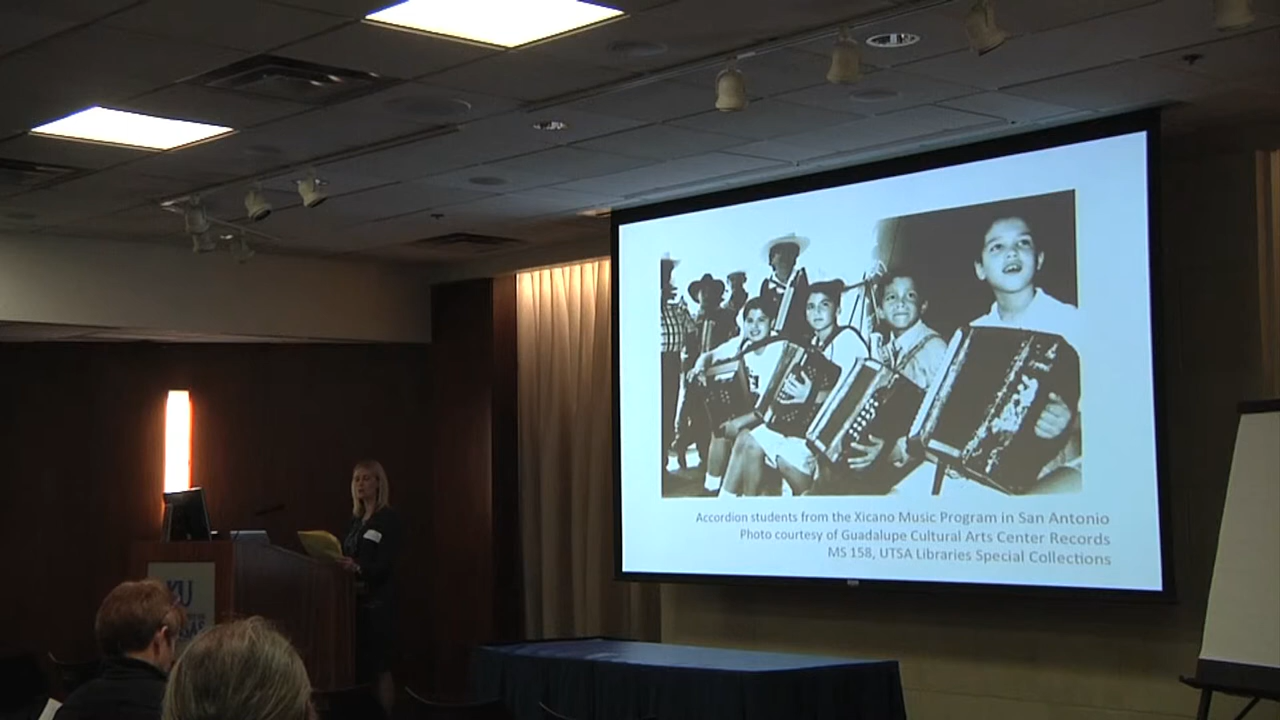 Accordion students from the Xicano Music Program in San Antonio
Photo courtesy of Guadalupe Cultural Arts Center Records
MS 158, UTSA Libraries Special Collections
KU